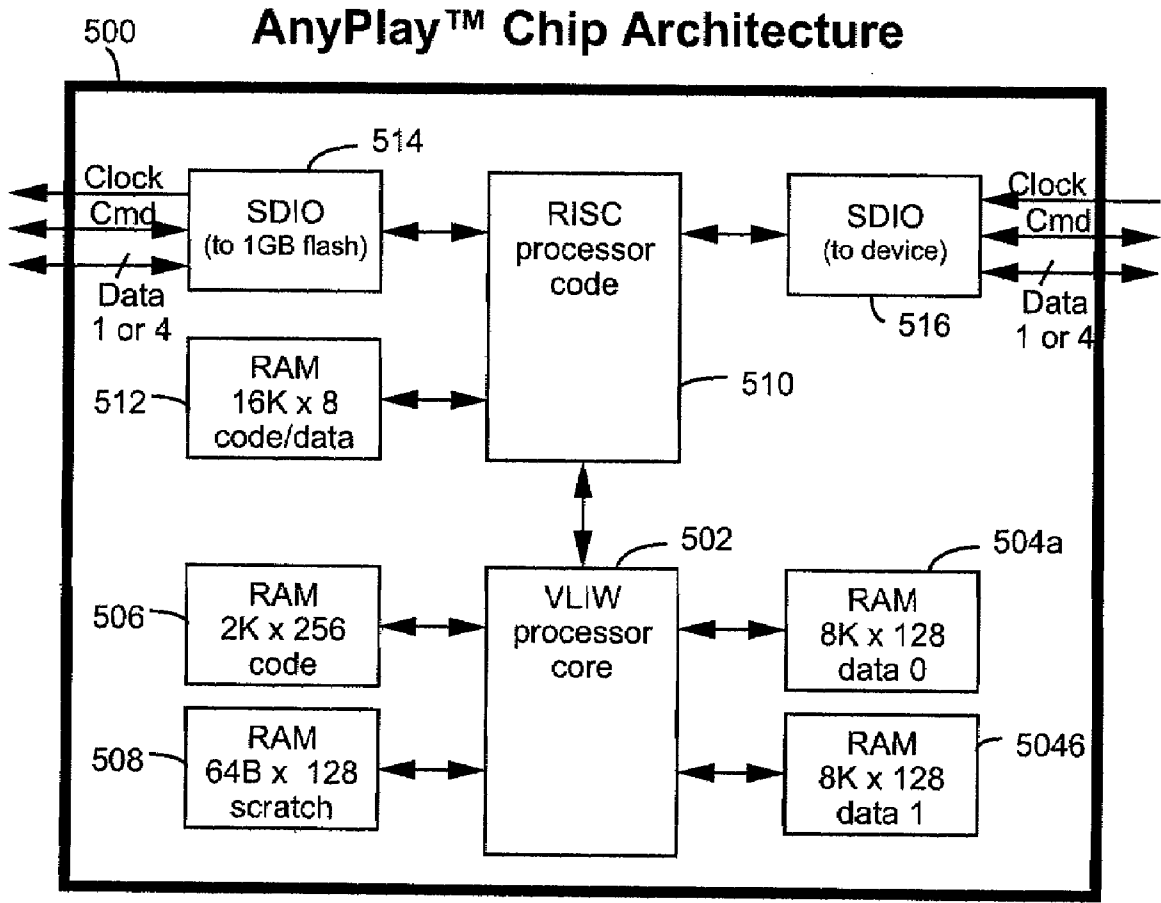 AnyPlay™ Chip Architecture
500
514
Clock
Cmd
Data
1 or 4
SDIO
(to 1GB flash)
RISC
processor
code
SDIO
(to device)
Clock
Cmd
Data
1 or 4
516
510
512
RAM
16K x 8
code/data
502
504a
506
RAM
2K x 256
code
VLIW
processor
core
RAM
8K x 128
data 0
508
RAM
64B x 128
scratch
RAM
8K x 128
data 1
5046